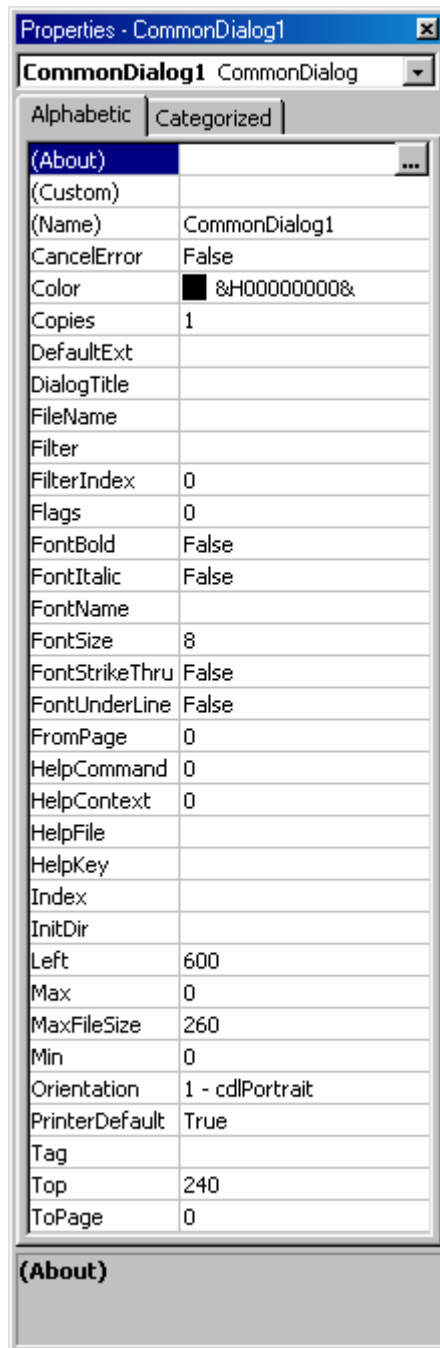 Properties - CommonDialog1
CommonDialog1 CommonDialog
Alphabetic Categorized
(About) ...
(Custom)
(Name) CommonDialog1
CancelError False
Color &H00000000&
Copies 1
DefaultExt
DialogTitle
FileName
Filter
FilterIndex 0
Flags 0
FontBold False
FontItalic False
FontName
FontSize 8
FontStrikeThru False
FontUnderLine False
FromPage 0
HelpCommand 0
HelpContext 0
HelpFile
HelpKey
Index
InitDir
Left 600
Max 0
MaxFileSize 260
Min 0
Orientation 1 - cdlPortrait
PrinterDefault True
Tag
Top 240
ToPage 0
(About)